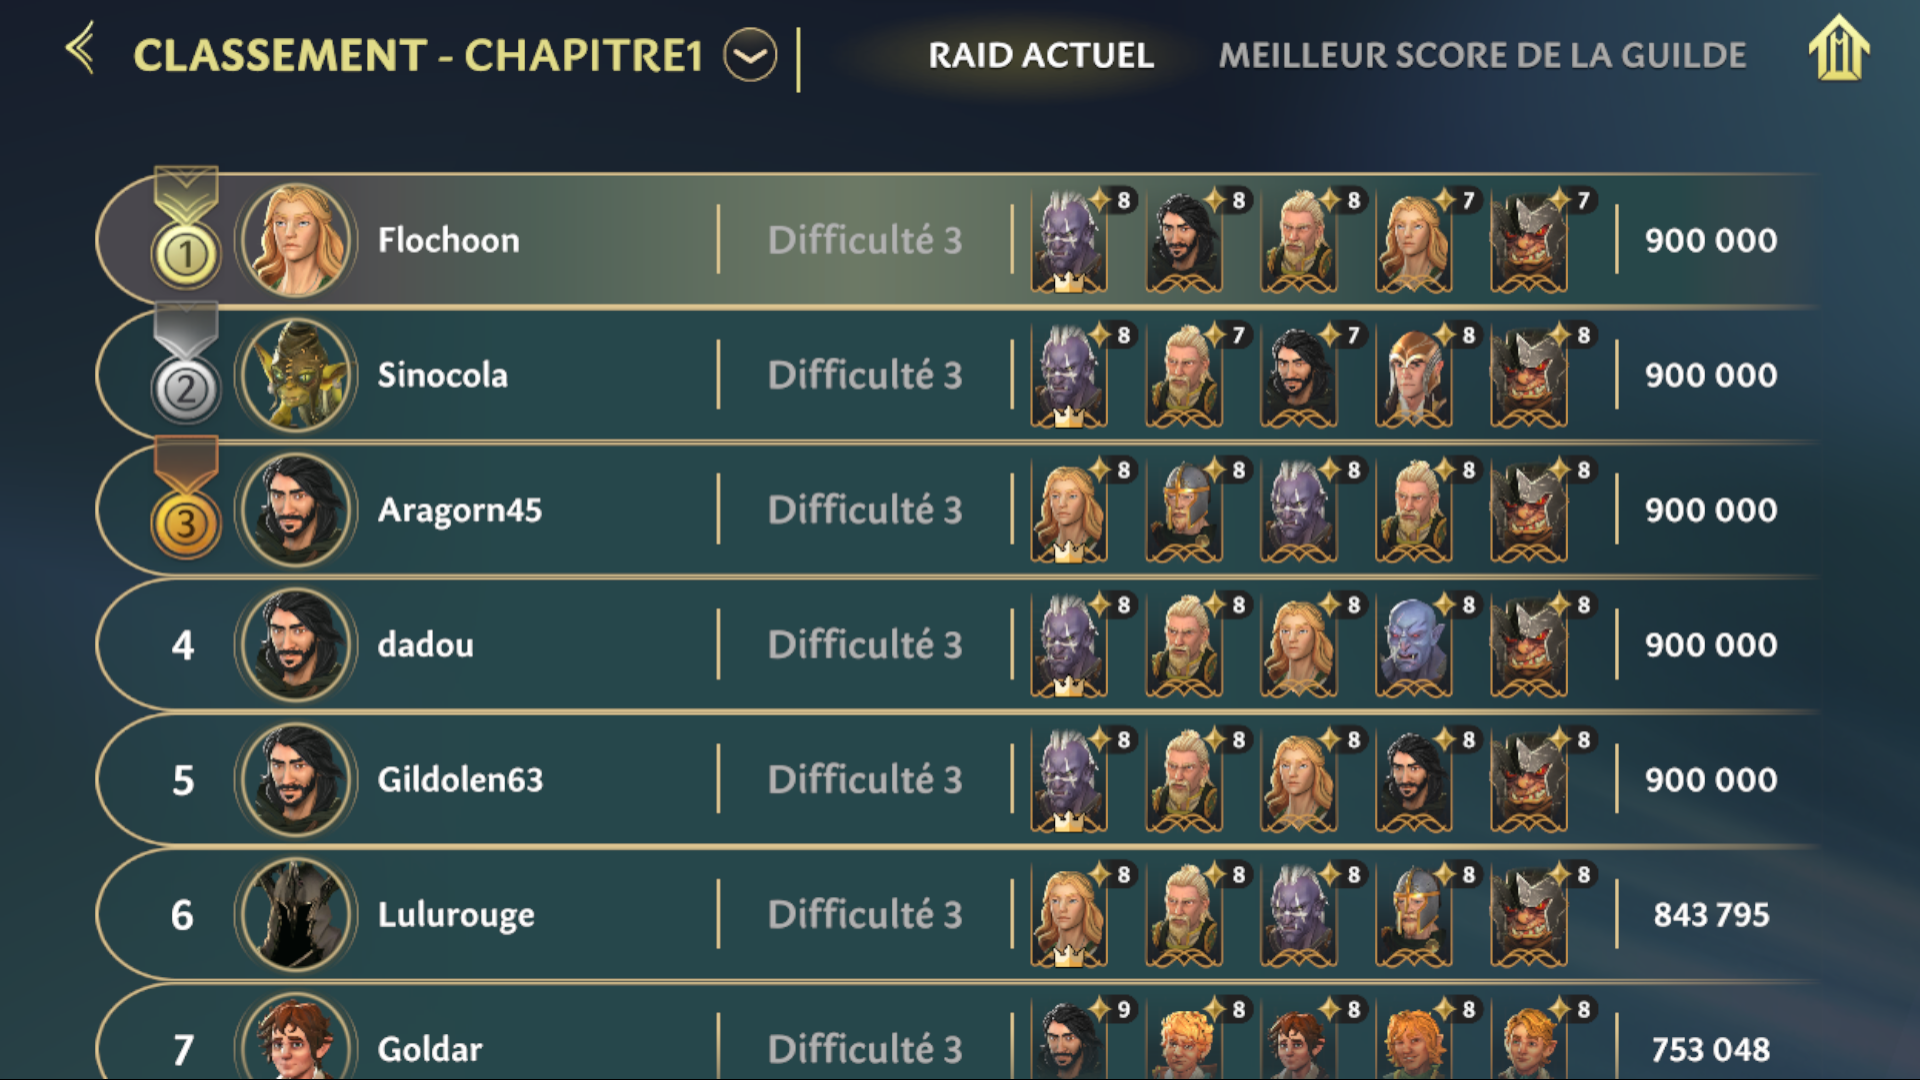 CLASSEMENT - CHAPITRE1
RAID ACTUEL
MEILLEUR SCORE DE LA GUILDE
1 Flochoon Difficulté 3 8 8 8 7 7 900 000
2 Sinocola Difficulté 3 8 7 7 8 8 900 000
3 Aragorn45 Difficulté 3 8 8 8 8 8 900 000
4 dadou Difficulté 3 8 8 8 8 8 900 000
5 Gildolen63 Difficulté 3 8 8 8 8 8 900 000
6 Lulurouge Difficulté 3 8 8 8 8 8 843 795
7 Goldar Difficulté 3 9 8 8 8 8 753 048